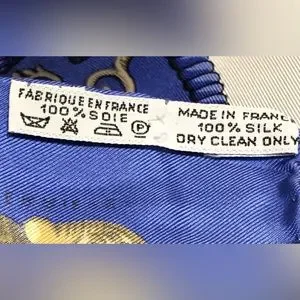 FABRIQUE EN FRANCE
100% SOIE
P
MADE IN FRANCE
100% SILK
DRY CLEAN ONLY